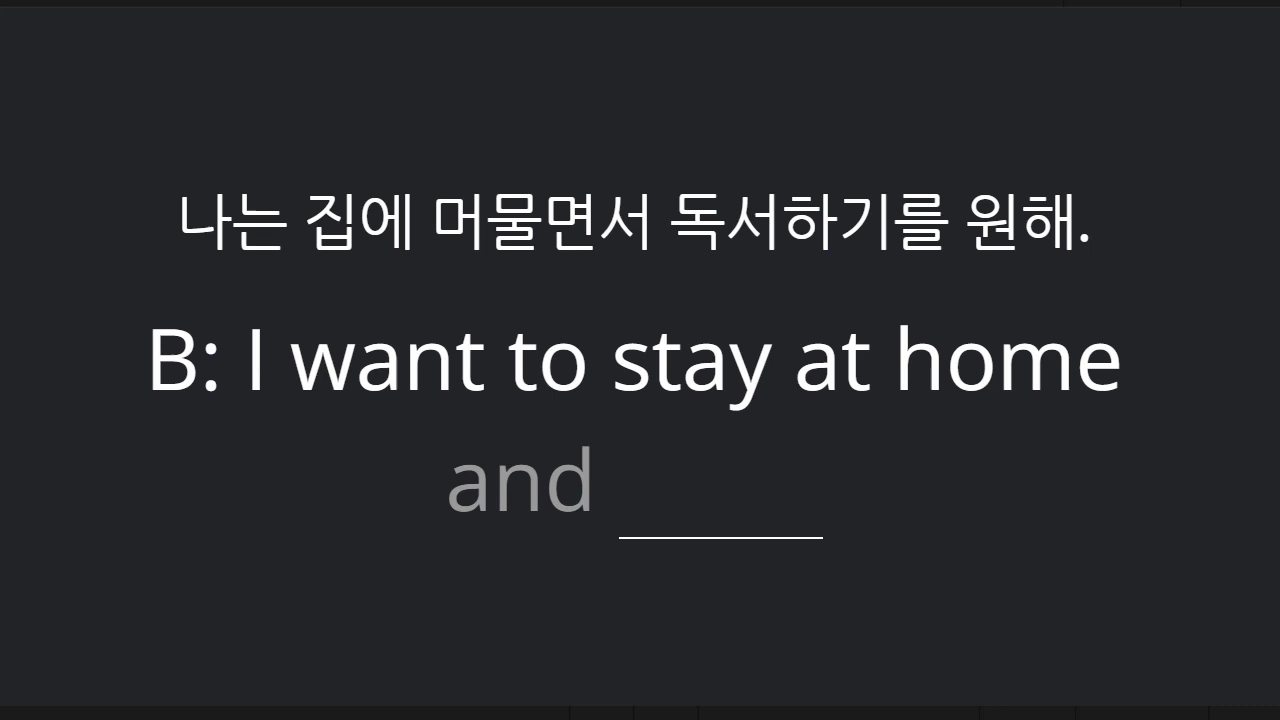 나는 집에 머물면서 독서하기를 원해.
B: I want to stay at home
and ________